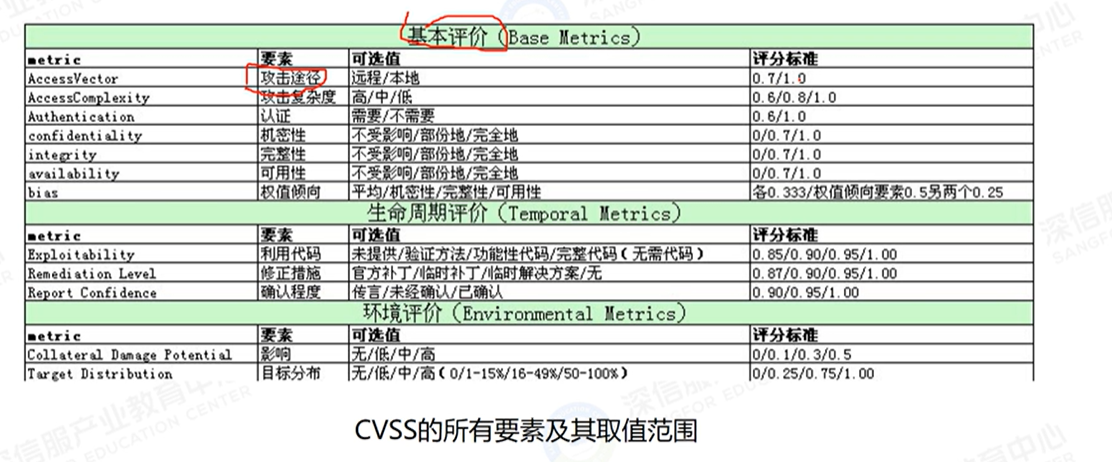 基本评价（Base Metrics）
metric 要素 可选值 评分标准
AccessVector 攻击途径 远程/本地 0.7/1.0
AccessComplexity 攻击复杂度 高/中/低 0.6/0.8/1.0
Authentication 认证 需要/不需要 0.6/1.0
confidentiality 机密性 不受影响/部份地/完全地 0/0.7/1.0
integrity 完整性 不受影响/部份地/完全地 0/0.7/1.0
availability 可用性 不受影响/部份地/完全地 0/0.7/1.0
bias 权值倾向 平均/机密性/完整性/可用性 各0.333/权值倾向要素0.5另两个0.25
生命周期评价（Temporal Metrics）
metric 要素 可选值 评分标准
Exploitability 利用代码 未提供/验证方法/功能性代码/完整代码（无需代码） 0.85/0.90/0.95/1.00
Remediation Level 修正措施 官方补丁/临时补丁/临时解决方案/无 0.87/0.90/0.95/1.00
Report Confidence 确认程度 传言/未经确认/已确认 0.90/0.95/1.00
环境评价（Environmental Metrics）
metric 要素 可选值 评分标准
Collateral Damage Potential 影响 无/低/中/高 0/0.1/0.3/0.5
Target Distribution 目标分布 无/低/中/高（0/1-15%/16-49%/50-100%） 0/0.25/0.75/1.00
CVSS的所有要素及其取值范围
深信服产业教育中心
SANGFOR EDUCATION CENTER